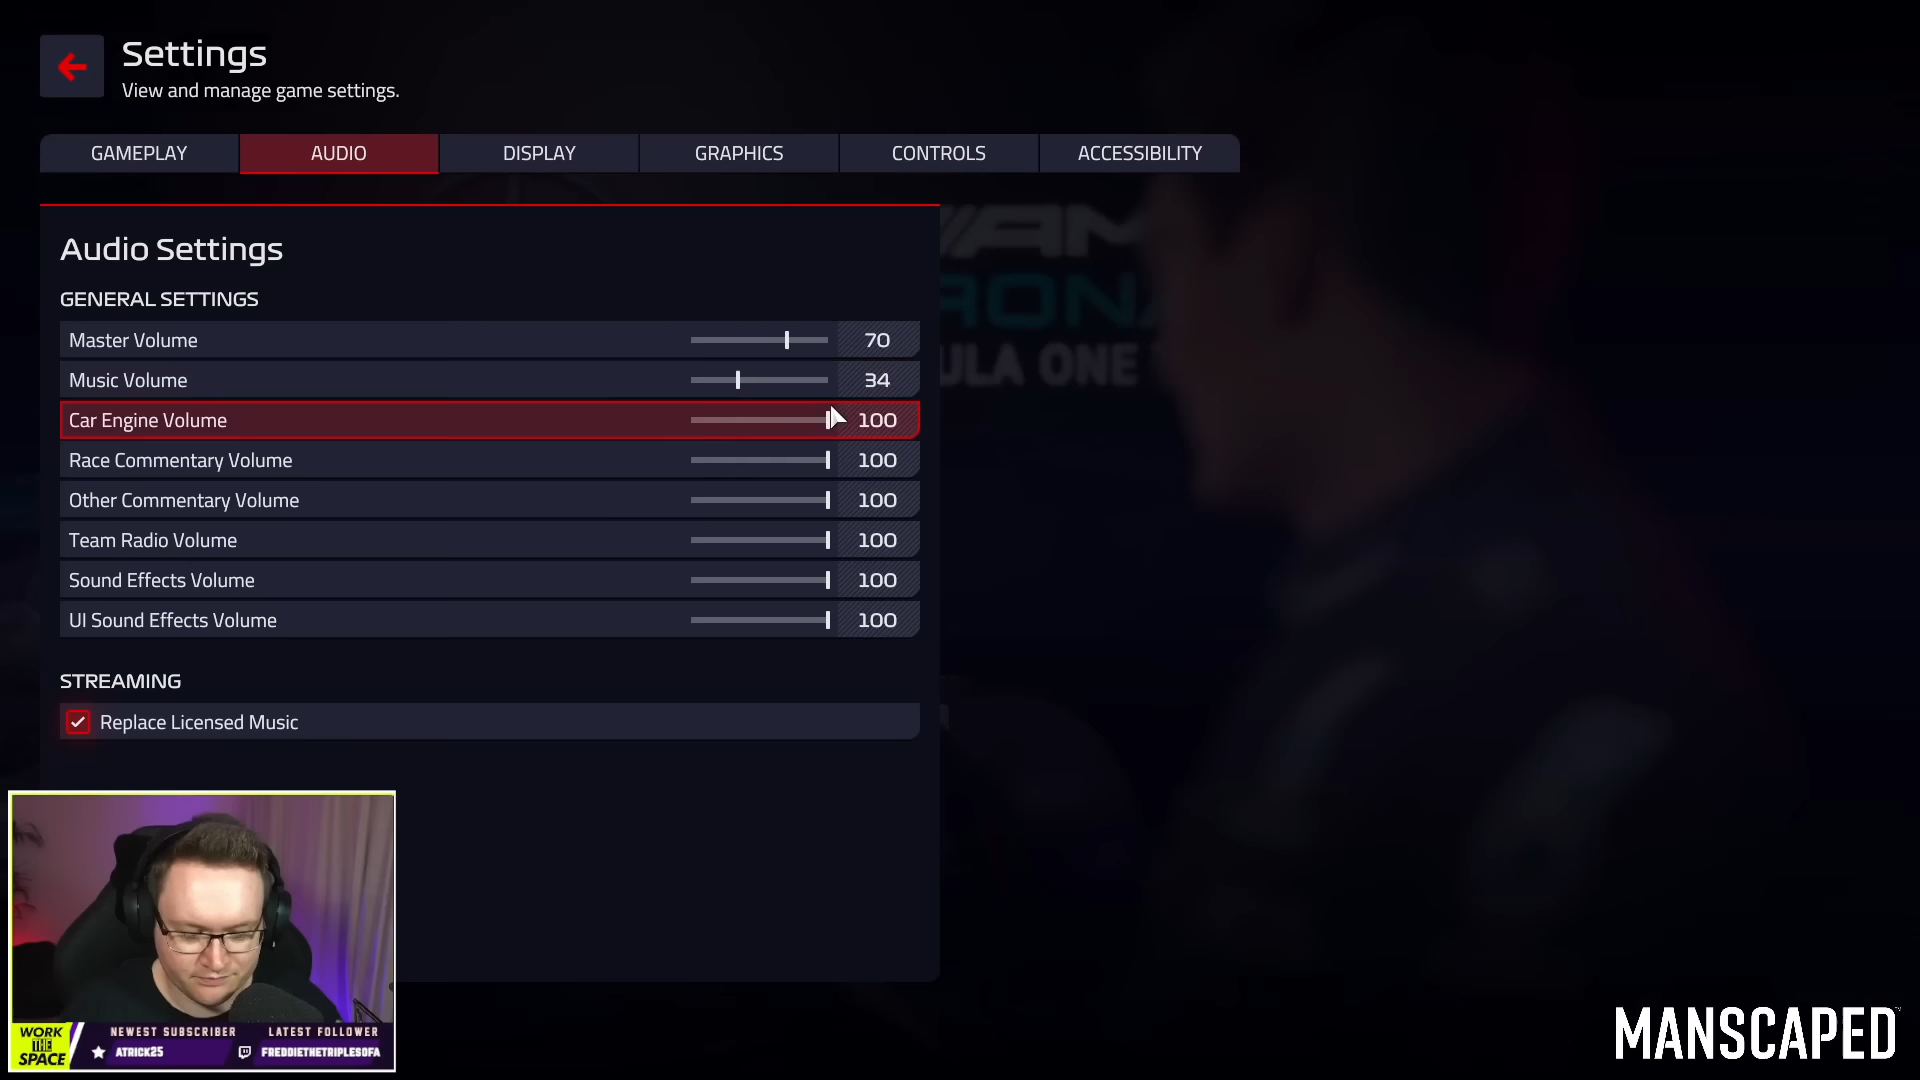 Settings
View and manage game settings.
GAMEPLAY
AUDIO
DISPLAY
GRAPHICS
CONTROLS
ACCESSIBILITY
Audio Settings
GENERAL SETTINGS
Master Volume 70
Music Volume 34
Car Engine Volume 100
Race Commentary Volume 100
Other Commentary Volume 100
Team Radio Volume 100
Sound Effects Volume 100
UI Sound Effects Volume 100
STREAMING
Replace Licensed Music
ULA ONE
WORK
THE
SPACE
NEWEST SUBSCRIBER
ATRICK25
LATEST FOLLOWER
FREDDIETHETRIPLESOFA
MANSCAPED